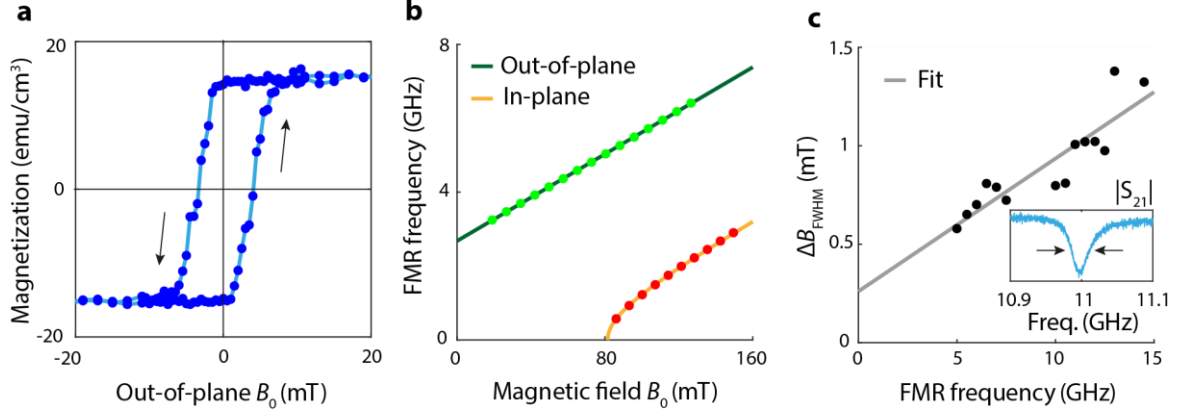 a
20
0
-20
-20
0
20
Magnetization (emu/cm³)
Out-of-plane B₀ (mT)
b
8
4
0
0
80
160
FMR frequency (GHz)
Out-of-plane
In-plane
Magnetic field B₀ (mT)
c
1.5
1
0.5
0
0
5
10
15
ΔB_FWHM (mT)
Fit
|S₂₁|
10.9
11
11.1
Freq. (GHz)
FMR frequency (GHz)